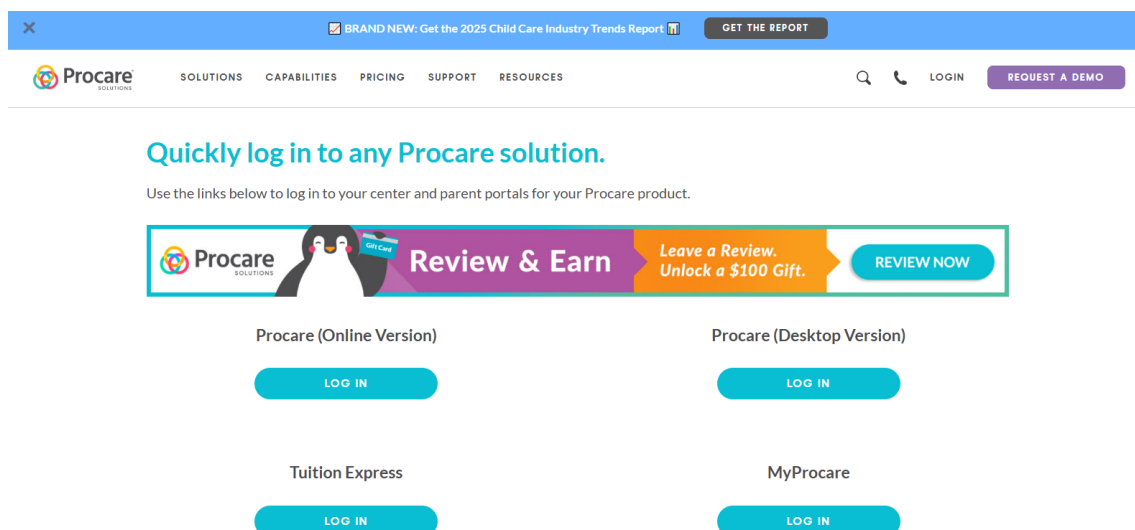 📈 BRAND NEW: Get the 2025 Child Care Industry Trends Report 📊 GET THE REPORT
Procare SOLUTIONS SOLUTIONS CAPABILITIES PRICING SUPPORT RESOURCES LOGIN REQUEST A DEMO
Quickly log in to any Procare solution.
Use the links below to log in to your center and parent portals for your Procare product.
Procare SOLUTIONS
Gift Card
Review & Earn
Leave a Review.
Unlock a $100 Gift.
REVIEW NOW
Procare (Online Version)
LOG IN
Procare (Desktop Version)
LOG IN
Tuition Express
LOG IN
MyProcare
LOG IN